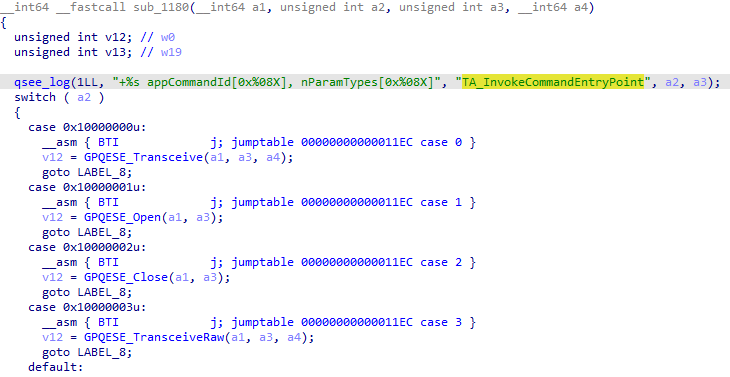 __int64 __fastcall sub_1180(__int64 a1, unsigned int a2, unsigned int a3, __int64 a4)
{
  unsigned int v12; // w0
  unsigned int v13; // w19
  qsee_log(1LL, "+%s appCommandId[0x%08X], nParamTypes[0x%08X]", "TA_InvokeCommandEntryPoint", a2, a3);
  switch ( a2 )
  {
    case 0x10000000u:
      __asm { BTI             j; jumptable 00000000000011EC case 0 }
      v12 = GPQESE_Transceive(a1, a3, a4);
      goto LABEL_8;
    case 0x10000001u:
      __asm { BTI             j; jumptable 00000000000011EC case 1 }
      v12 = GPQESE_Open(a1, a3);
      goto LABEL_8;
    case 0x10000002u:
      __asm { BTI             j; jumptable 00000000000011EC case 2 }
      v12 = GPQESE_Close(a1, a3);
      goto LABEL_8;
    case 0x10000003u:
      __asm { BTI             j; jumptable 00000000000011EC case 3 }
      v12 = GPQESE_TransceiveRaw(a1, a3, a4);
      goto LABEL_8;
    default: